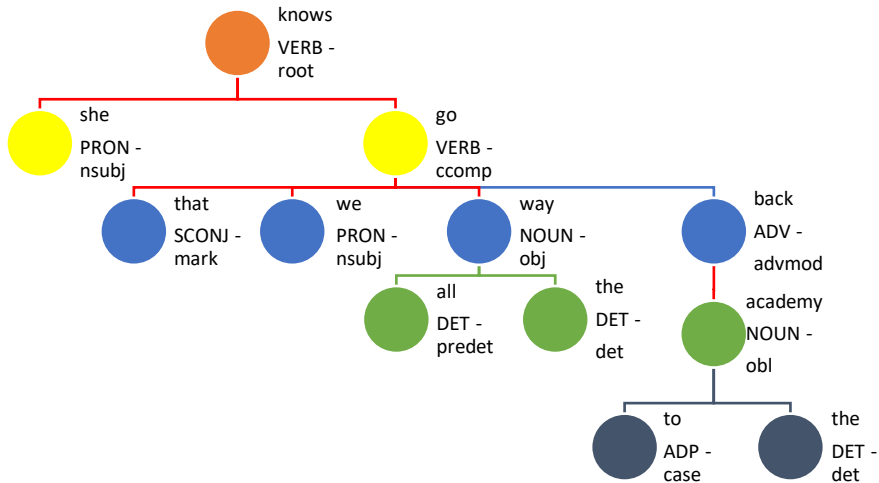 knows
VERB -
root
she
PRON -
nsubj
go
VERB -
ccomp
that
SCONJ -
mark
we
PRON -
nsubj
way
NOUN -
obj
back
ADV -
advmod
all
DET -
predet
the
DET -
det
academy
NOUN -
obl
to
ADP -
case
the
DET -
det